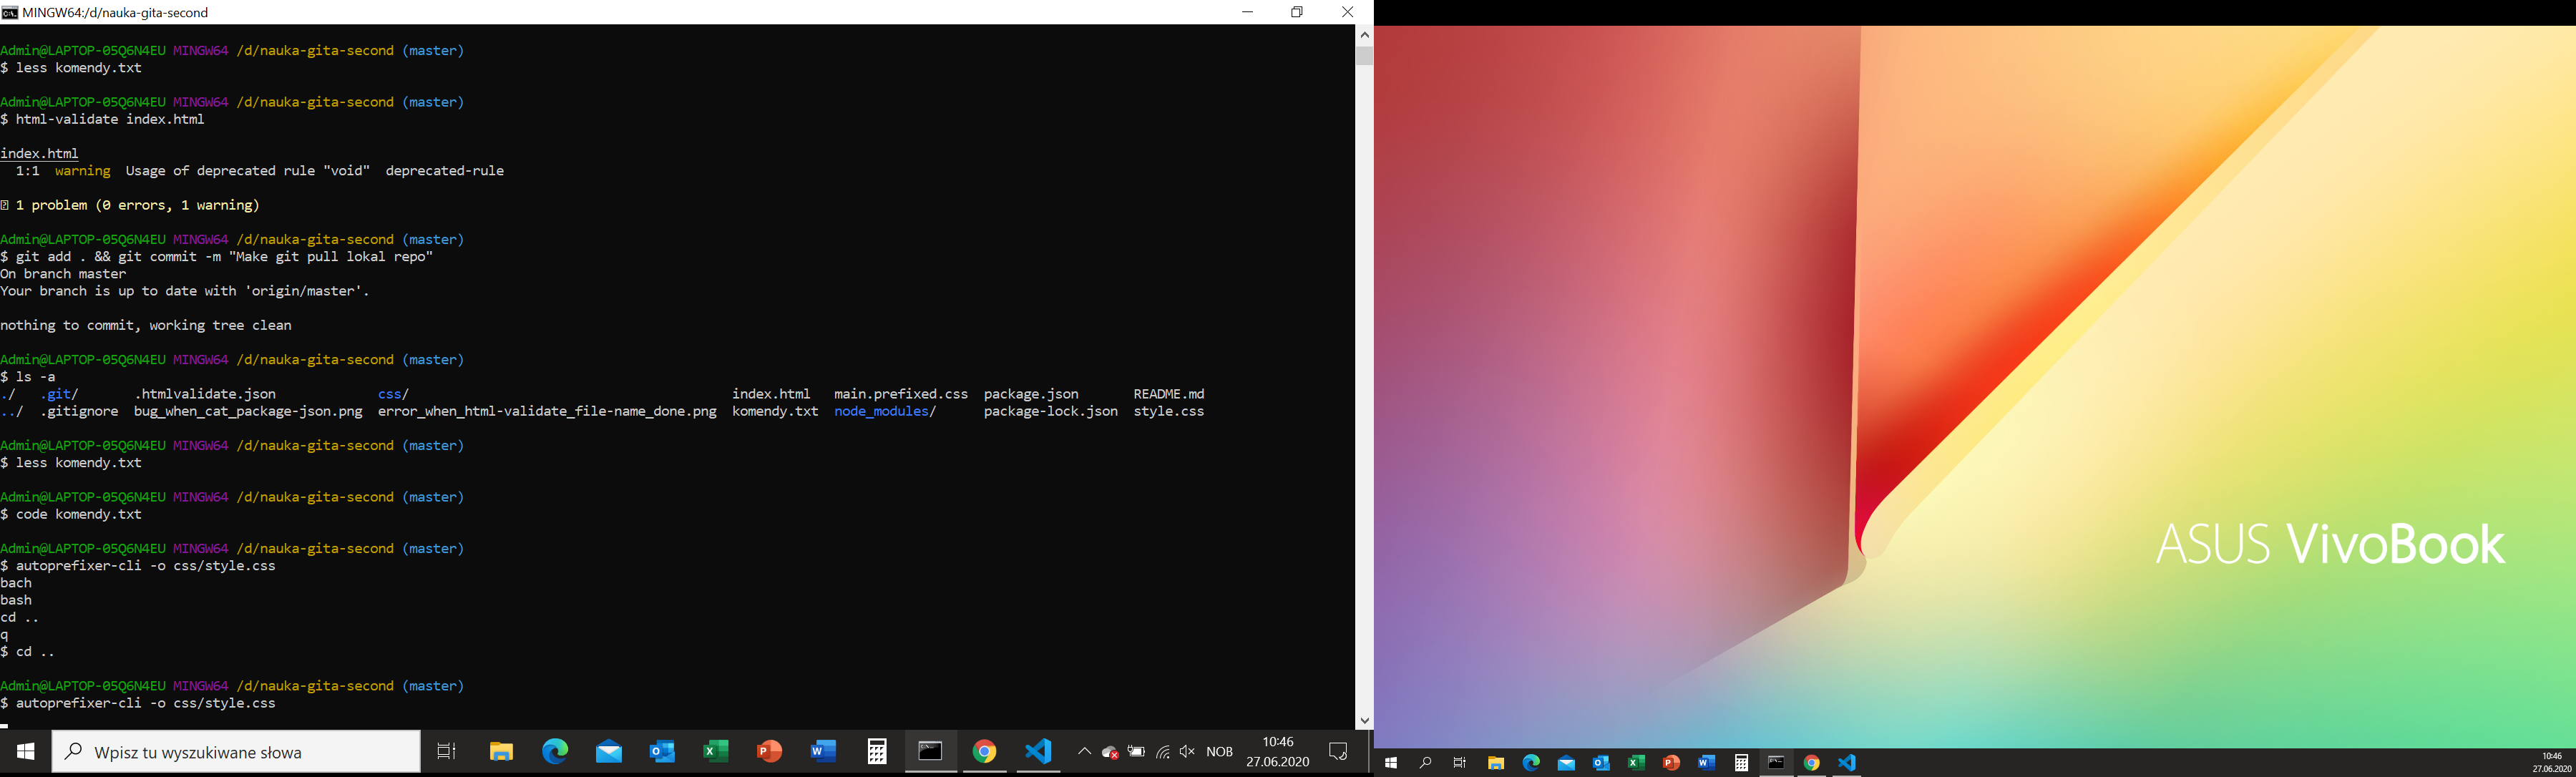 MINGW64:/d/nauka-gita-second
Admin@LAPTOP-05Q6N4EU MINGW64 /d/nauka-gita-second (master)
$ less komendy.txt
Admin@LAPTOP-05Q6N4EU MINGW64 /d/nauka-gita-second (master)
$ html-validate index.html
index.html
1:1 warning Usage of deprecated rule "void" deprecated-rule
1 problem (0 errors, 1 warning)
Admin@LAPTOP-05Q6N4EU MINGW64 /d/nauka-gita-second (master)
$ git add . && git commit -m "Make git pull lokal repo"
On branch master
Your branch is up to date with 'origin/master'.
nothing to commit, working tree clean
Admin@LAPTOP-05Q6N4EU MINGW64 /d/nauka-gita-second (master)
$ ls -a
./ .git/ .htmlvalidate.json css/ index.html main.prefixed.css package.json README.md
../ .gitignore bug_when_cat_package-json.png error_when_html-validate_file-name_done.png komendy.txt node_modules/ package-lock.json style.css
Admin@LAPTOP-05Q6N4EU MINGW64 /d/nauka-gita-second (master)
$ less komendy.txt
Admin@LAPTOP-05Q6N4EU MINGW64 /d/nauka-gita-second (master)
$ code komendy.txt
Admin@LAPTOP-05Q6N4EU MINGW64 /d/nauka-gita-second (master)
$ autoprefixer-cli -o css/style.css
bach
bash
cd ..
q
$ cd ..
Admin@LAPTOP-05Q6N4EU MINGW64 /d/nauka-gita-second (master)
$ autoprefixer-cli -o css/style.css
Wpisz tu wyszukiwane słowa
NOB
10:46
27.06.2020
ASUS VivoBook
10:46
27.06.2020